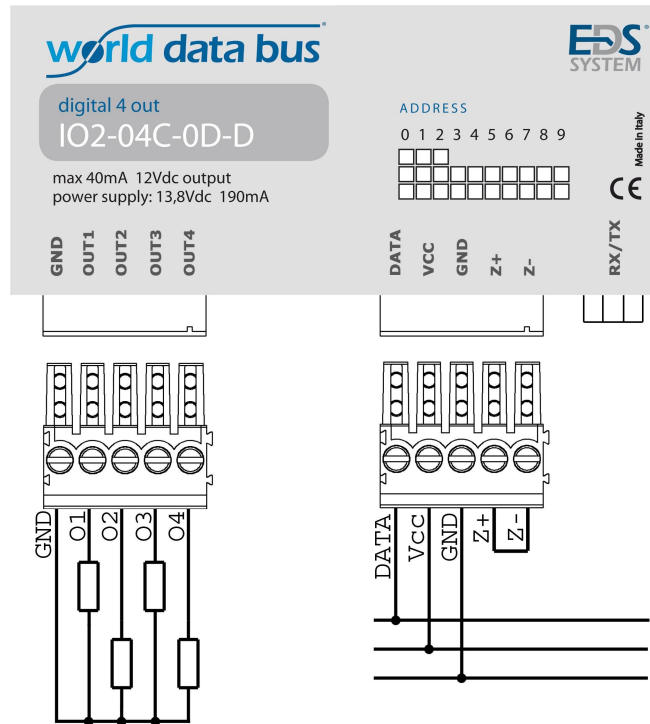 world data bus
EDS
SYSTEM
digital 4 out
IO2-04C-0D-D
max 40mA 12Vdc output
power supply: 13,8Vdc 190mA
ADDRESS
0 1 2 3 4 5 6 7 8 9
Made in Italy
CE
GND OUT1 OUT2 OUT3 OUT4
DATA VCC GND Z+ Z-
RX/TX
GND O1 O2 O3 O4
DATA Vcc GND Z+ Z-